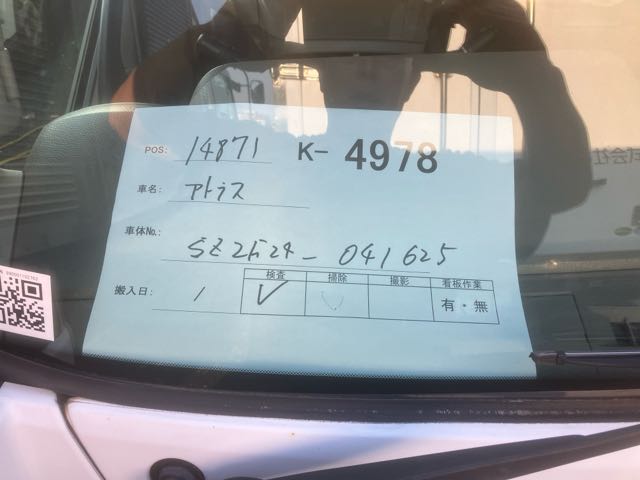 POS: 14871 K- 4978
車名: アトラス
車体No.: SZ2F24-041625
検査 掃除 撮影 看板作業
搬入日: 1 ✓ ✓ 有・無